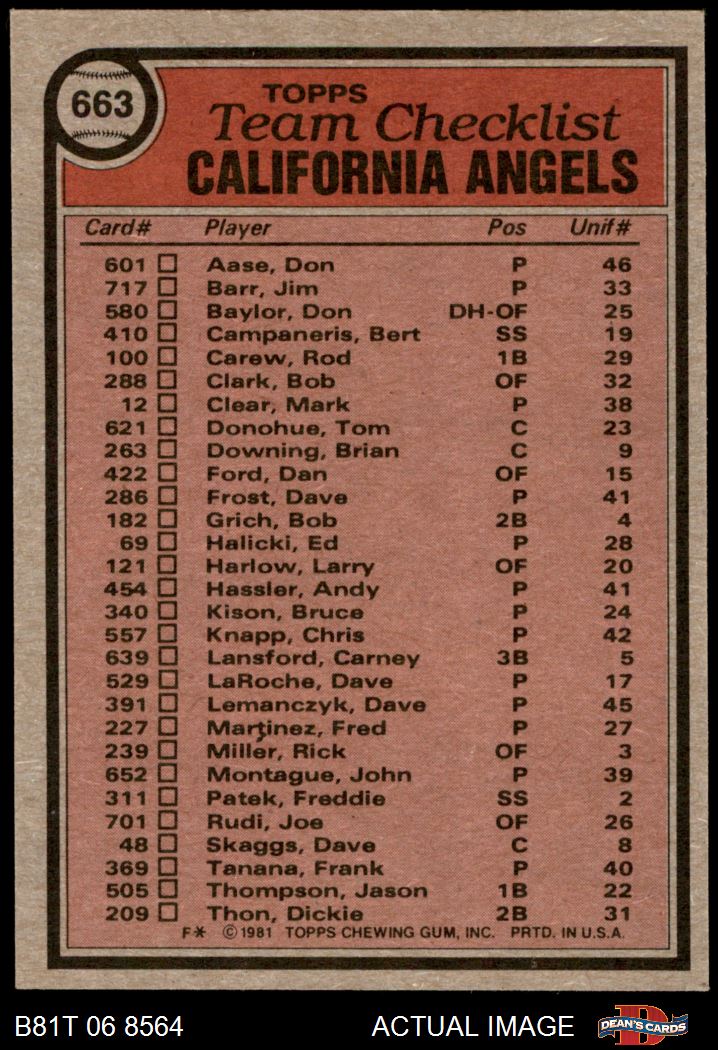 663
TOPPS
Team Checklist
CALIFORNIA ANGELS
Card# Player Pos Unif#
601 Aase, Don P 46
717 Barr, Jim P 33
580 Baylor, Don DH-OF 25
410 Campaneris, Bert SS 19
100 Carew, Rod 1B 29
288 Clark, Bob OF 32
12 Clear, Mark P 38
621 Donohue, Tom C 23
263 Downing, Brian C 9
422 Ford, Dan OF 15
286 Frost, Dave P 41
182 Grich, Bob 2B 4
69 Halicki, Ed P 28
121 Harlow, Larry OF 20
454 Hassler, Andy P 41
340 Kison, Bruce P 24
557 Knapp, Chris P 42
639 Lansford, Carney 3B 5
529 LaRoche, Dave P 17
391 Lemanczyk, Dave P 45
227 Martinez, Fred P 27
239 Miller, Rick OF 3
652 Montague, John P 39
311 Patek, Freddie SS 2
701 Rudi, Joe OF 26
48 Skaggs, Dave C 8
369 Tanana, Frank P 40
505 Thompson, Jason 1B 22
209 Thon, Dickie 2B 31
F* ©1981 TOPPS CHEWING GUM, INC. PRTD. IN U.S.A.
B81T 06 8564 ACTUAL IMAGE D DEAN'S CARDS